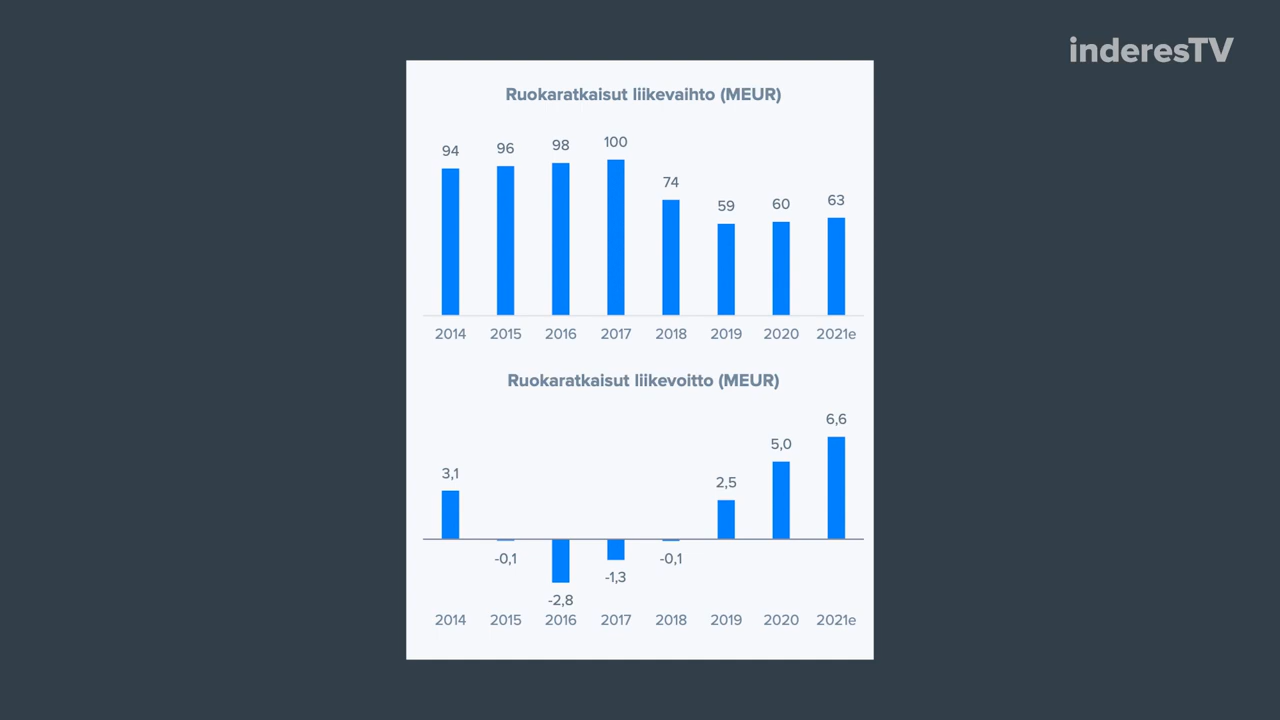 inderesTV
Ruokaratkaisut liikevaihto (MEUR)
94 96 98 100 74 59 60 63
2014 2015 2016 2017 2018 2019 2020 2021e
Ruokaratkaisut liikevoitto (MEUR)
3,1 -0,1 -2,8 -1,3 -0,1 2,5 5,0 6,6
2014 2015 2016 2017 2018 2019 2020 2021e